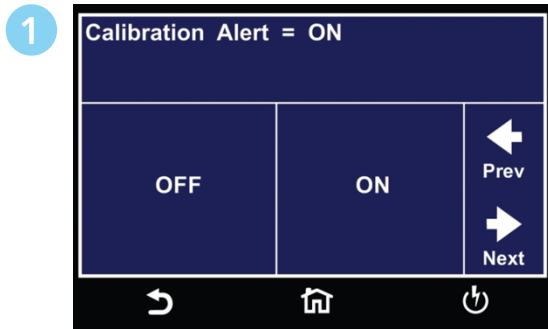 1
Calibration Alert = ON
OFF
ON
Prev
Next